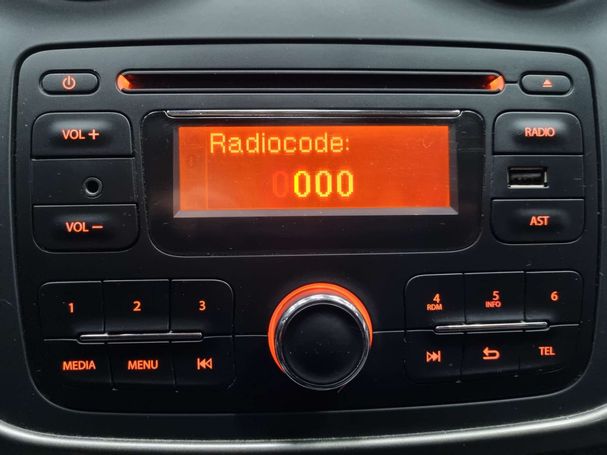 VOL +
Radiocode:
0000
RADIO
VOL −
AST
1 2 3
4 5 6
RDM INFO
MEDIA MENU
TEL